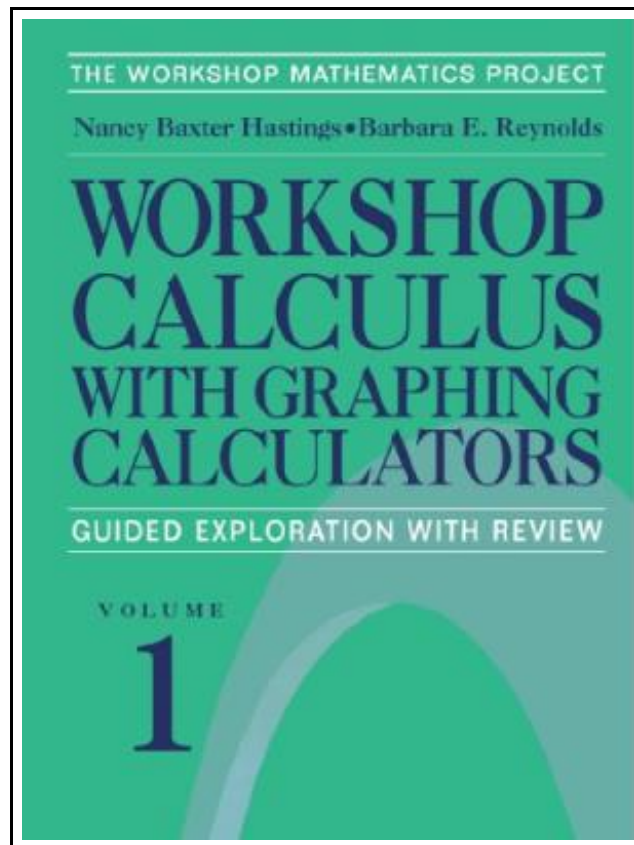 THE WORKSHOP MATHEMATICS PROJECT
Nancy Baxter Hastings•Barbara E. Reynolds
WORKSHOP
CALCULUS
WITH GRAPHING
CALCULATORS
GUIDED EXPLORATION WITH REVIEW
VOLUME
1